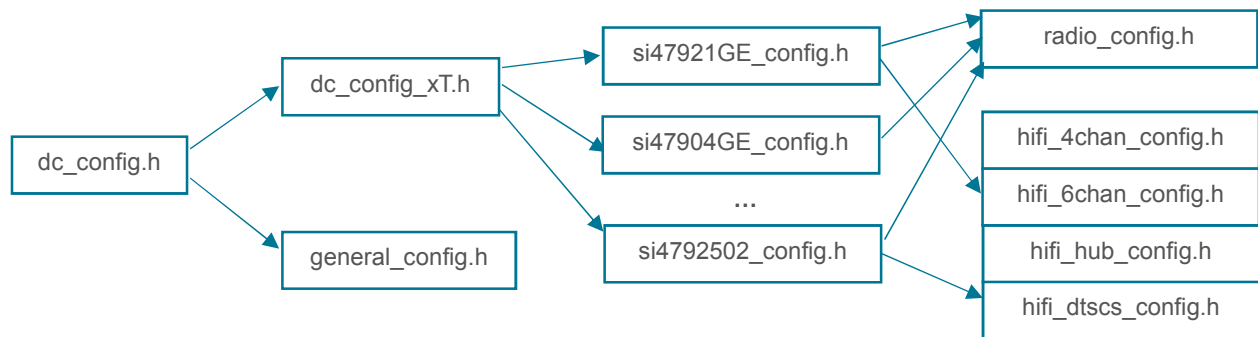 dc_config.h
dc_config_xT.h
general_config.h
si47921GE_config.h
si47904GE_config.h
...
si4792502_config.h
radio_config.h
hifi_4chan_config.h
hifi_6chan_config.h
hifi_hub_config.h
hifi_dtscs_config.h